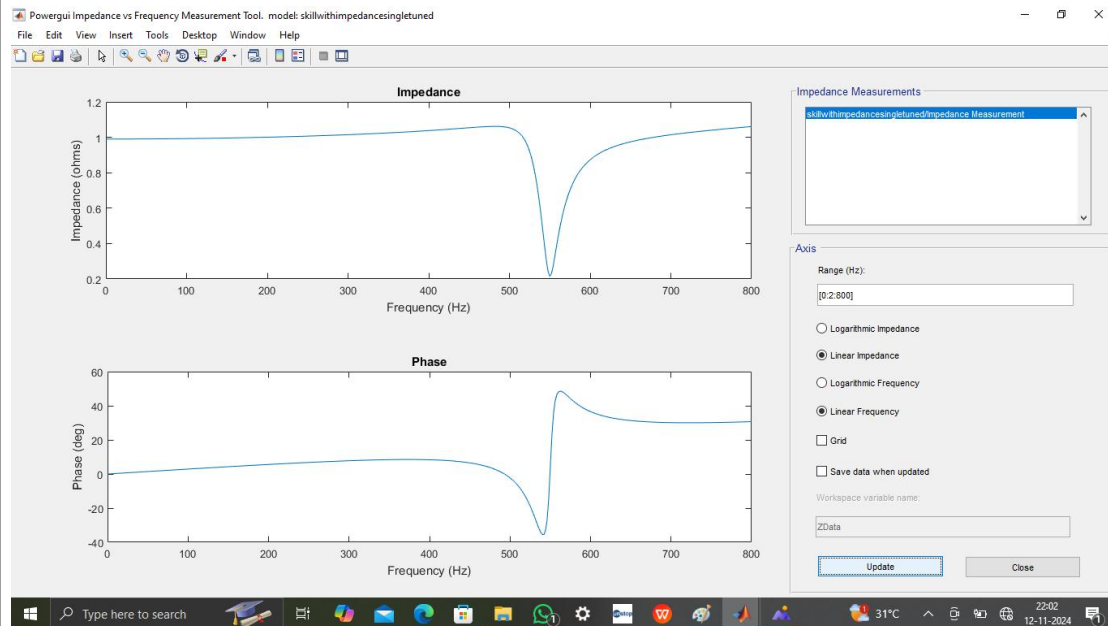 Powergui Impedance vs Frequency Measurement Tool.  model: skillwithimpedancesingletuned
File Edit View Insert Tools Desktop Window Help
Impedance
Impedance (ohms)
1.2
1
0.8
0.6
0.4
0.2
0 100 200 300 400 500 600 700 800
Frequency (Hz)
Phase
Phase (deg)
60
40
20
0
-20
-40
0 100 200 300 400 500 600 700 800
Frequency (Hz)
Impedance Measurements
skillwithimpedancesingletuned/Impedance Measurement
Axis
Range (Hz):
[0:2:800]
Logarithmic Impedance
Linear Impedance
Logarithmic Frequency
Linear Frequency
Grid
Save data when updated
Workspace variable name:
ZData
Update Close
Type here to search
31°C
22:02
12-11-2024